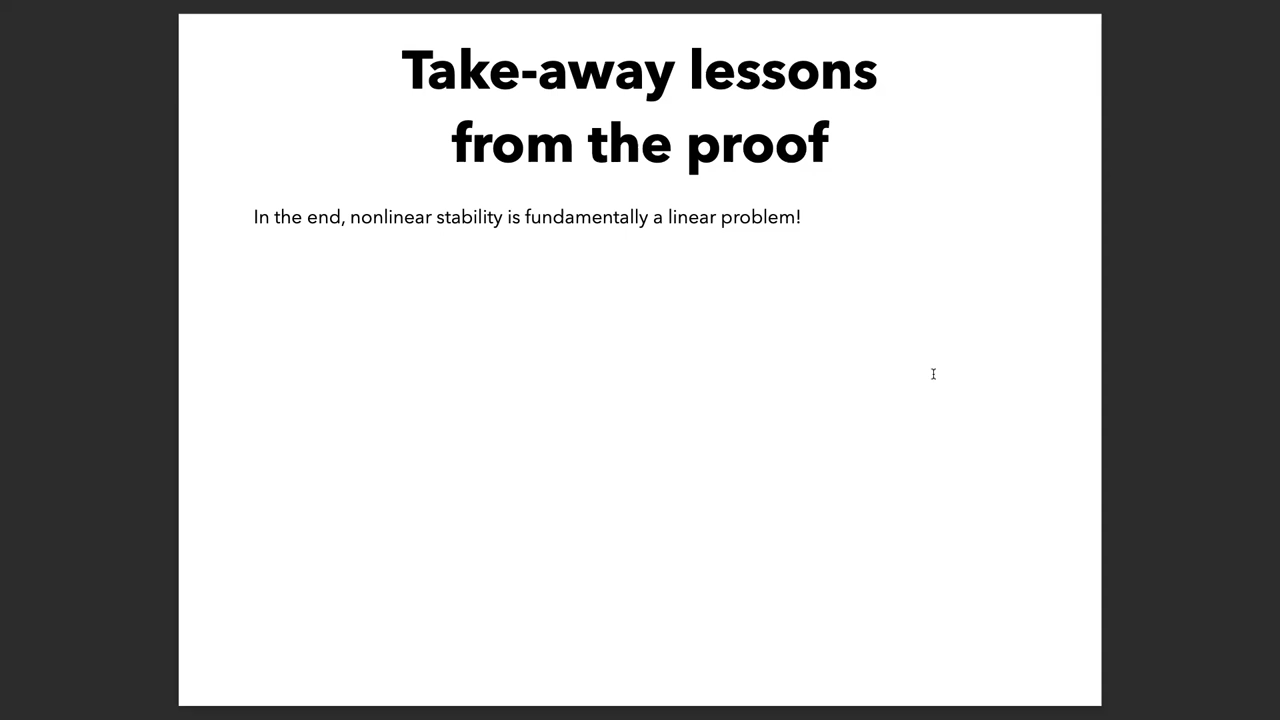 Take-away lessons
from the proof
In the end, nonlinear stability is fundamentally a linear problem!